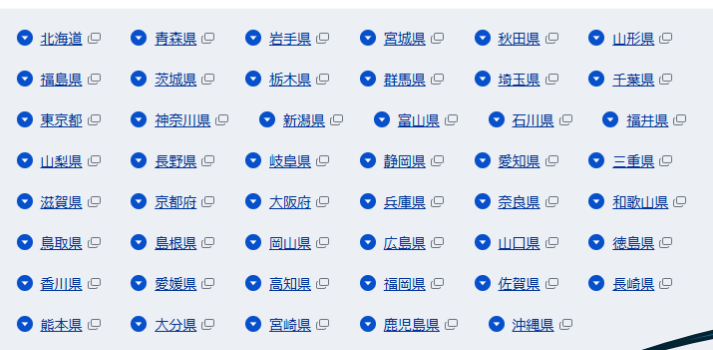 北海道 青森県 岩手県 宮城県 秋田県 山形県
福島県 茨城県 栃木県 群馬県 埼玉県 千葉県
東京都 神奈川県 新潟県 富山県 石川県 福井県
山梨県 長野県 岐阜県 静岡県 愛知県 三重県
滋賀県 京都府 大阪府 兵庫県 奈良県 和歌山県
鳥取県 島根県 岡山県 広島県 山口県 徳島県
香川県 愛媛県 高知県 福岡県 佐賀県 長崎県
熊本県 大分県 宮崎県 鹿児島県 沖縄県